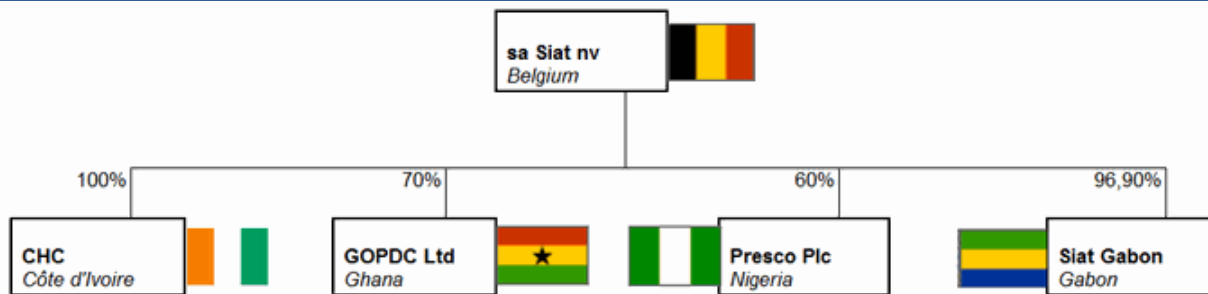 sa Siat nv
Belgium
100%
70%
60%
96,90%
CHC
Côte d'Ivoire
GOPDC Ltd
Ghana
Presco Plc
Nigeria
Siat Gabon
Gabon